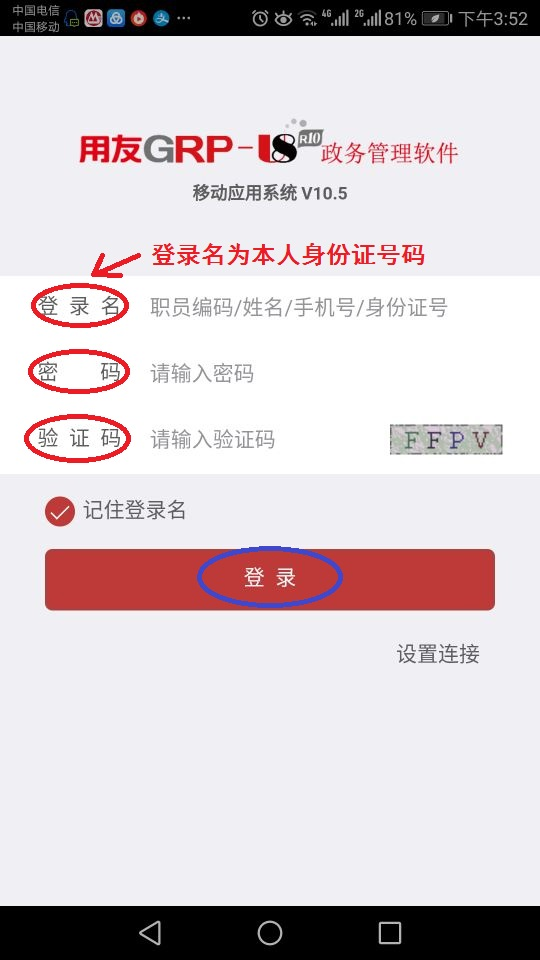 中国电信
中国移动
4G 2G 81% 下午3:52
用友GRP-U8 R10 政务管理软件
移动应用系统 V10.5
登录名为本人身份证号码
登 录 名 职员编码/姓名/手机号/身份证号
密 码 请输入密码
验 证 码 请输入验证码 FFPV
记住登录名
登 录
设置连接